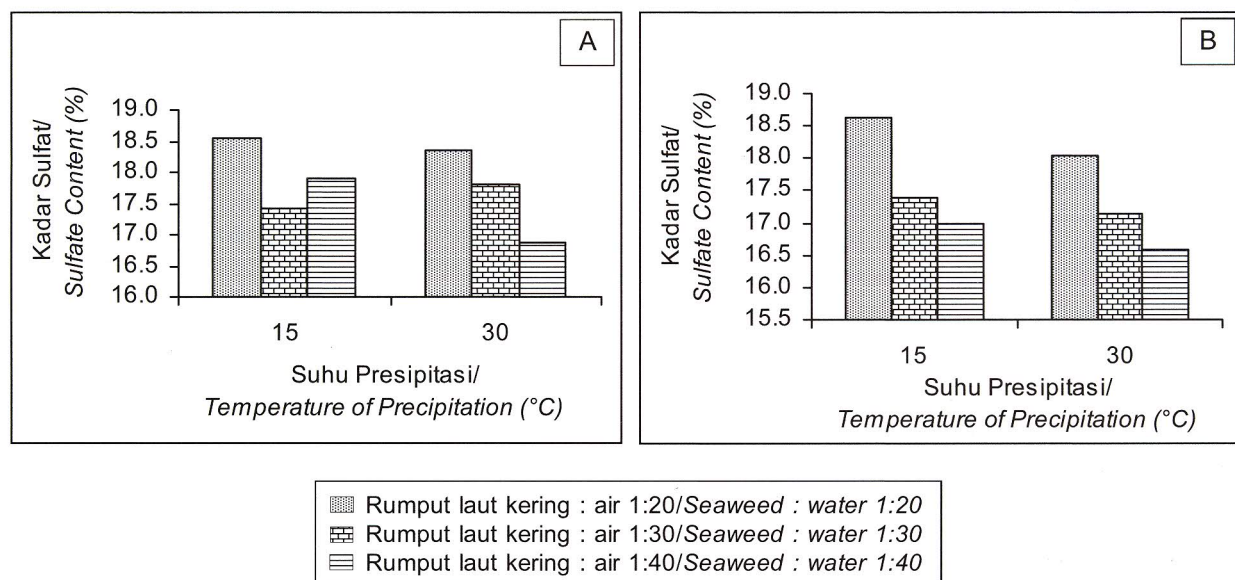 A
Kadar Sulfat/
Sulfate Content (%)
19.0
18.5
18.0
17.5
17.0
16.5
16.0
15
30
Suhu Presipitasi/
Temperature of Precipitation (°C)
B
Kadar Sulfat/
Sulfate Content (%)
19.0
18.5
18.0
17.5
17.0
16.5
16.0
15.5
15
30
Suhu Presipitasi/
Temperature of Precipitation (°C)
Rumput laut kering : air 1:20/Seaweed : water 1:20
Rumput laut kering : air 1:30/Seaweed : water 1:30
Rumput laut kering : air 1:40/Seaweed : water 1:40